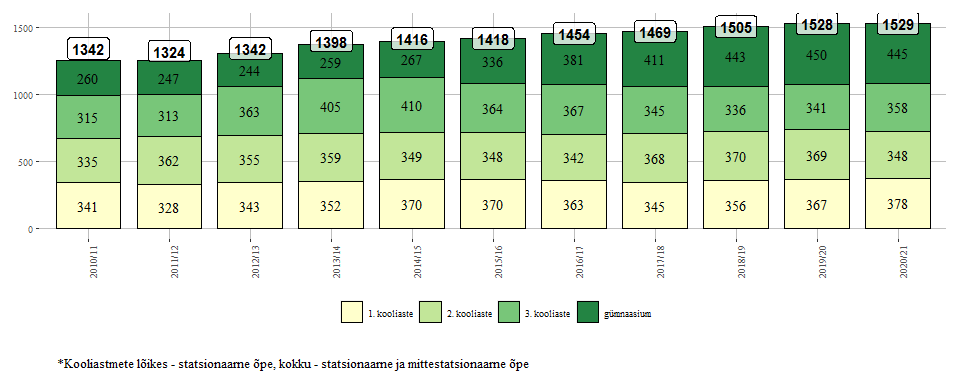 1342 1324 1342 1398 1416 1418 1454 1469 1505 1528 1529
1500
260 247 244 259 267 336 381 411 443 450 445
1000
315 313 363 405 410 364 367 345 336 341 358
500
335 362 355 359 349 348 342 368 370 369 348
341 328 343 352 370 370 363 345 356 367 378
0
2010/11 2011/12 2012/13 2013/14 2014/15 2015/16 2016/17 2017/18 2018/19 2019/20 2020/21
1. kooliaste 2. kooliaste 3. kooliaste gümnaasium
*Kooliastmete lõikes - statsionaarne õpe, kokku - statsionaarne ja mittestatsionaarne õpe